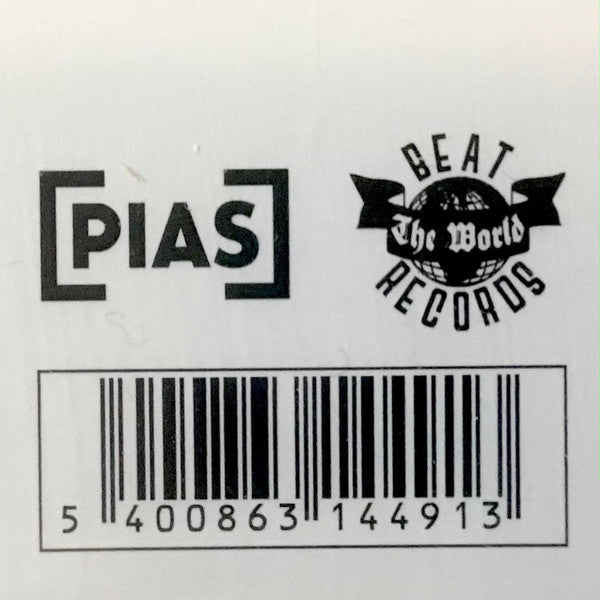 [PIAS]
BEAT
The World
RECORDS
5 400863 144913